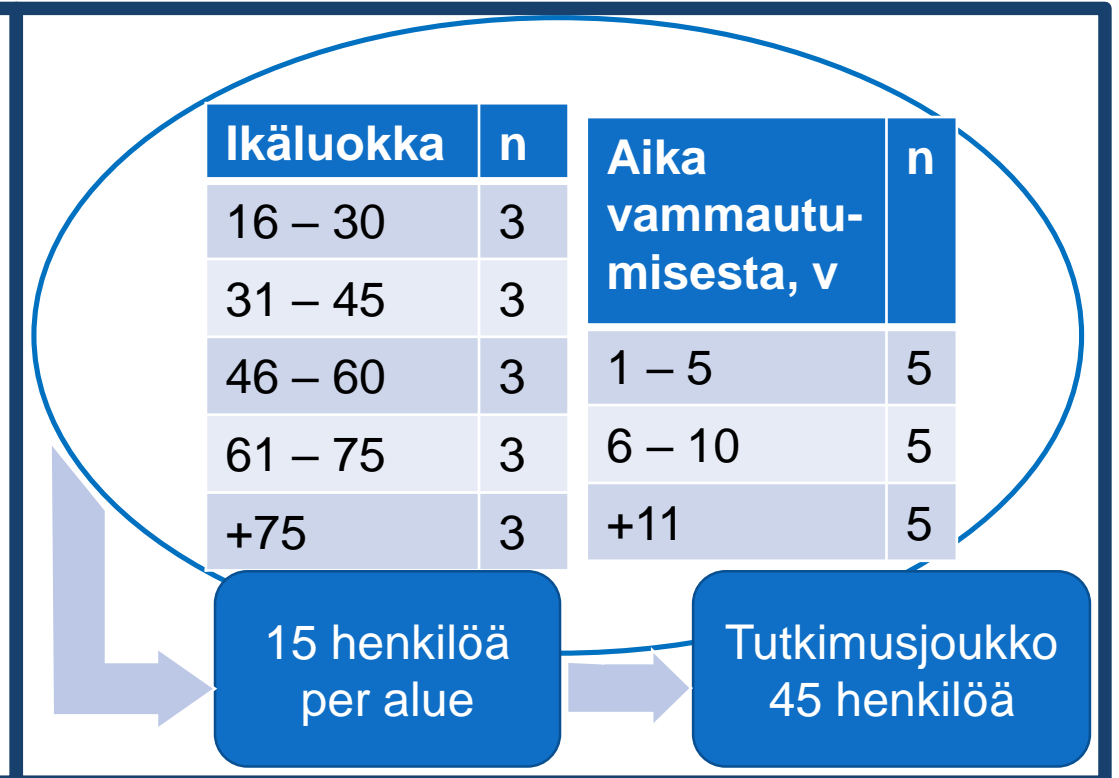 Ikäluokka n
16 – 30 3
31 – 45 3
46 – 60 3
61 – 75 3
+75 3
Aika n
vammautu-
misesta, v
1 – 5 5
6 – 10 5
+11 5
15 henkilöä
per alue
Tutkimusjoukko
45 henkilöä